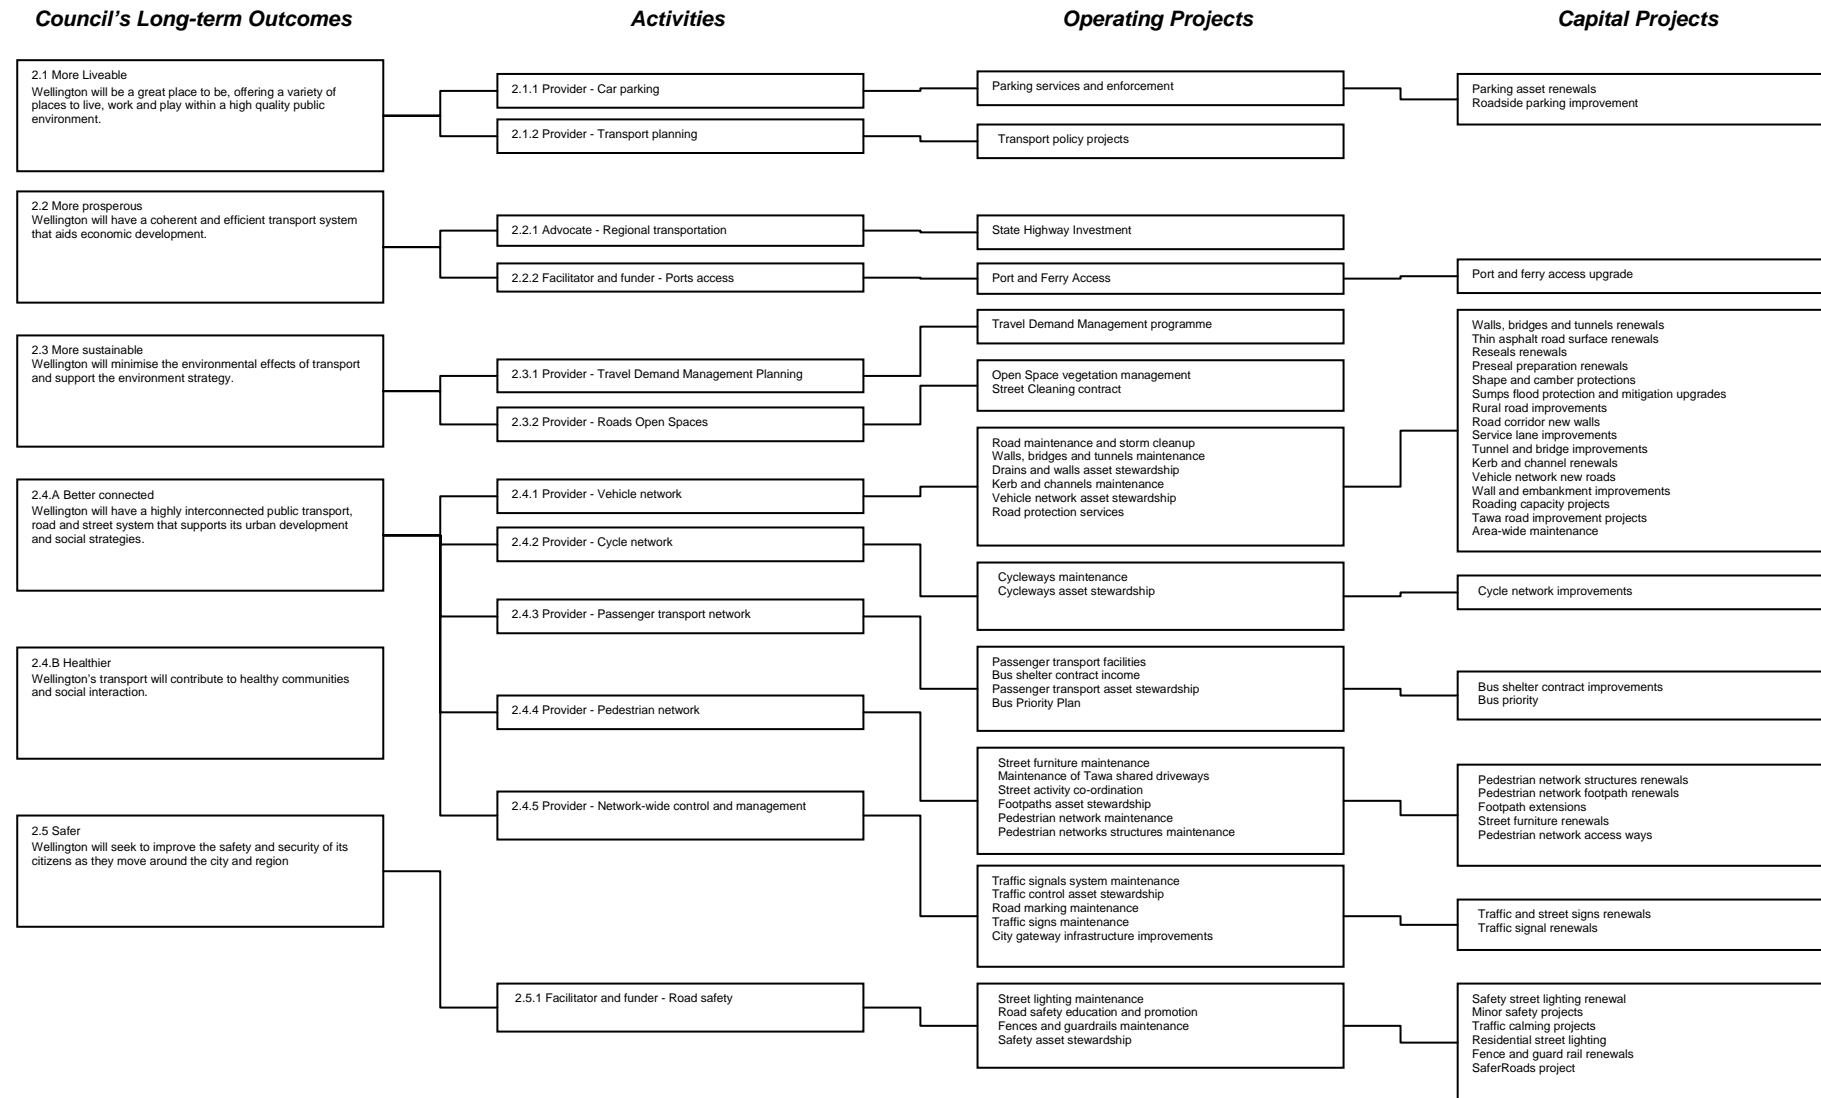 Council’s Long-term Outcomes
Activities
Operating Projects
Capital Projects
2.1 More Liveable
Wellington will be a great place to be, offering a variety of
places to live, work and play within a high quality public
environment.
2.1.1 Provider - Car parking
2.1.2 Provider - Transport planning
Parking services and enforcement
Transport policy projects
Parking asset renewals
Roadside parking improvement
2.2 More prosperous
Wellington will have a coherent and efficient transport system
that aids economic development.
2.2.1 Advocate - Regional transportation
2.2.2 Facilitator and funder - Ports access
State Highway Investment
Port and Ferry Access
Port and ferry access upgrade
2.3 More sustainable
Wellington will minimise the environmental effects of transport
and support the environment strategy.
2.3.1 Provider - Travel Demand Management Planning
2.3.2 Provider - Roads Open Spaces
Travel Demand Management programme
Open Space vegetation management
Street Cleaning contract
2.4.A Better connected
Wellington will have a highly interconnected public transport,
road and street system that supports its urban development
and social strategies.
2.4.B Healthier
Wellington’s transport will contribute to healthy communities
and social interaction.
2.4.1 Provider - Vehicle network
2.4.2 Provider - Cycle network
2.4.3 Provider - Passenger transport network
2.4.4 Provider - Pedestrian network
2.4.5 Provider - Network-wide control and management
Road maintenance and storm cleanup
Walls, bridges and tunnels maintenance
Drains and walls asset stewardship
Kerb and channels maintenance
Vehicle network asset stewardship
Road protection services
Walls, bridges and tunnels renewals
Thin asphalt road surface renewals
Reseals renewals
Preseal preparation renewals
Shape and camber protections
Sumps flood protection and mitigation upgrades
Rural road improvements
Road corridor new walls
Service lane improvements
Tunnel and bridge improvements
Kerb and channel renewals
Vehicle network new roads
Wall and embankment improvements
Roading capacity projects
Tawa road improvement projects
Area-wide maintenance
Cycleways maintenance
Cycleways asset stewardship
Cycle network improvements
Passenger transport facilities
Bus shelter contract income
Passenger transport asset stewardship
Bus Priority Plan
Bus shelter contract improvements
Bus priority
Street furniture maintenance
Maintenance of Tawa shared driveways
Street activity co-ordination
Footpaths asset stewardship
Pedestrian network maintenance
Pedestrian networks structures maintenance
Pedestrian network structures renewals
Pedestrian network footpath renewals
Footpath extensions
Street furniture renewals
Pedestrian network access ways
Traffic signals system maintenance
Traffic control asset stewardship
Road marking maintenance
Traffic signs maintenance
City gateway infrastructure improvements
Traffic and street signs renewals
Traffic signal renewals
2.5 Safer
Wellington will seek to improve the safety and security of its
citizens as they move around the city and region
2.5.1 Facilitator and funder - Road safety
Street lighting maintenance
Road safety education and promotion
Fences and guardrails maintenance
Safety asset stewardship
Safety street lighting renewal
Minor safety projects
Traffic calming projects
Residential street lighting
Fence and guard rail renewals
SaferRoads project